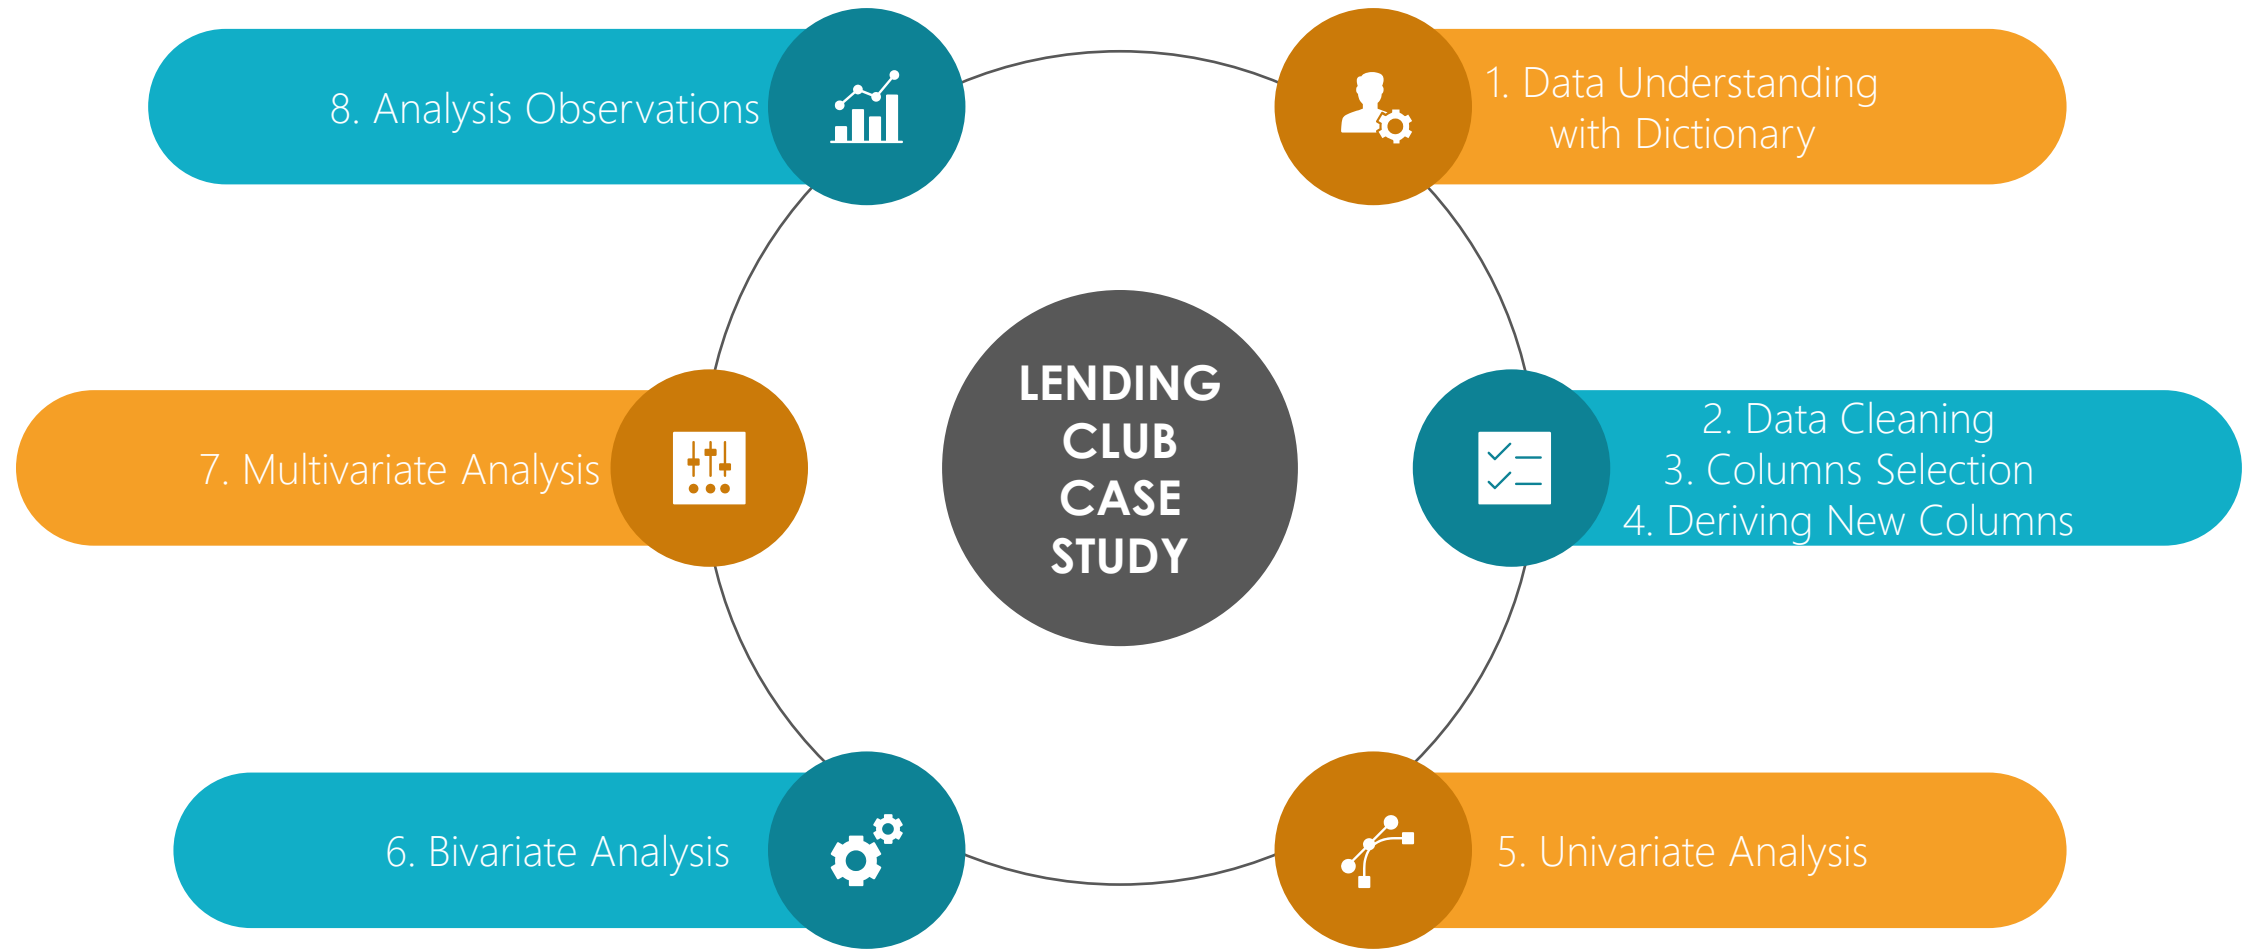 LENDING
CLUB
CASE
STUDY
1. Data Understanding
with Dictionary
2. Data Cleaning
3. Columns Selection
4. Deriving New Columns
5. Univariate Analysis
6. Bivariate Analysis
7. Multivariate Analysis
8. Analysis Observations